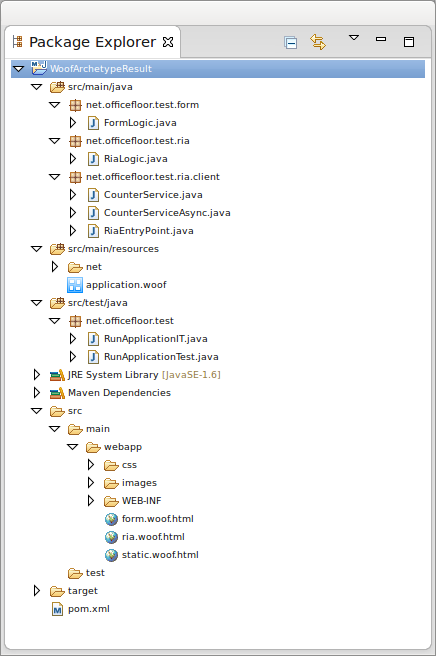 Package Explorer
WoofArchetypeResult
src/main/java
net.officefloor.test.form
FormLogic.java
net.officefloor.test.ria
RiaLogic.java
net.officefloor.test.ria.client
CounterService.java
CounterServiceAsync.java
RiaEntryPoint.java
src/main/resources
net
application.woof
src/test/java
net.officefloor.test
RunApplicationIT.java
RunApplicationTest.java
JRE System Library [JavaSE-1.6]
Maven Dependencies
src
main
webapp
css
images
WEB-INF
form.woof.html
ria.woof.html
static.woof.html
test
target
pom.xml